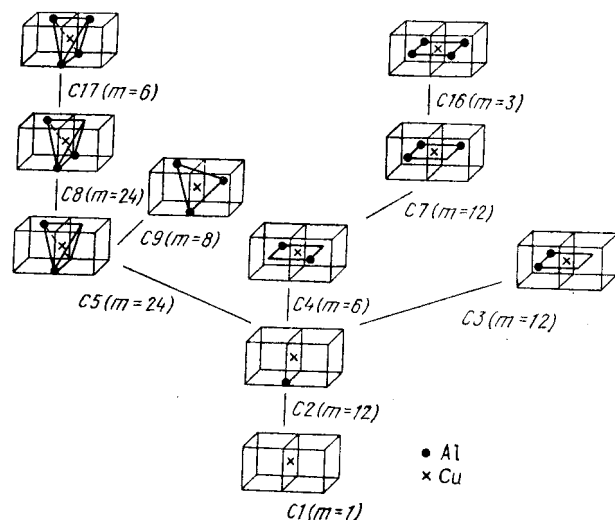 C17(m=6)
C16(m=3)
C8(m=24)
C9(m=8)
C7(m=12)
C5(m=24)
C4(m=6)
C3(m=12)
C2(m=12)
● Al
× Cu
C1(m=1)